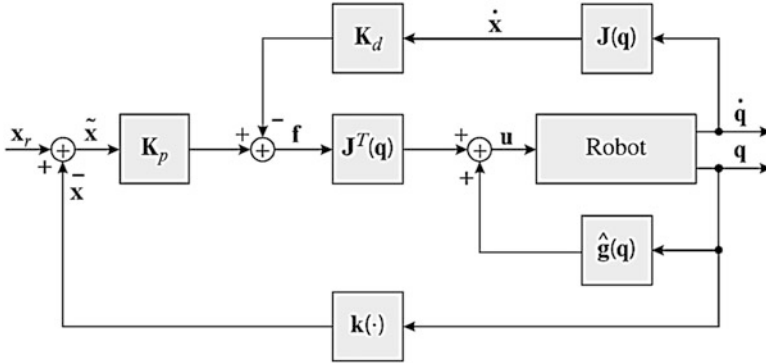 K_d
ẋ
J(q)
x_r
+
−
x̃
K_p
+
−
f
J^T(q)
+
+
u
Robot
q̇
q
x
ĝ(q)
k(·)